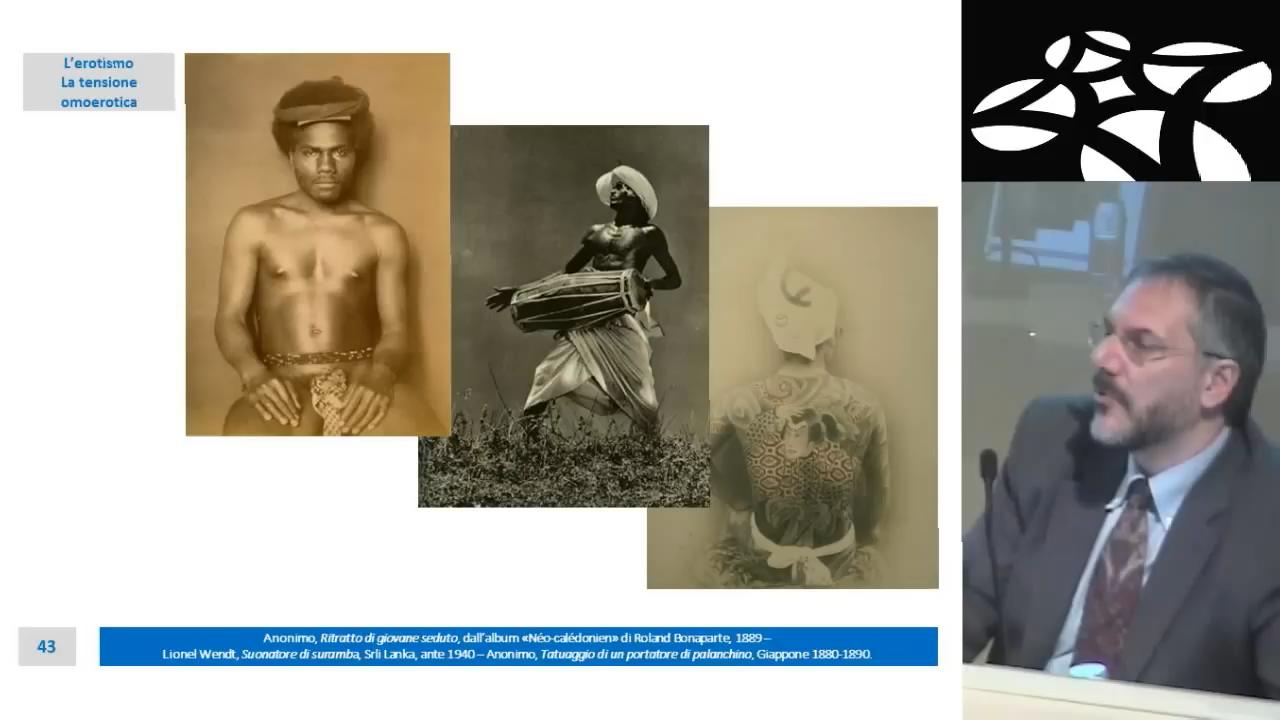 L'erotismo
La tensione
omoerotica
43
Anonimo, Ritratto di giovane seduto, dall'album «Néo-calédonien» di Roland Bonaparte, 1889 –
Lionel Wendt, Suonatore di suramba, Srli Lanka, ante 1940 – Anonimo, Tatuaggio di un portatore di palanchino, Giappone 1880-1890.